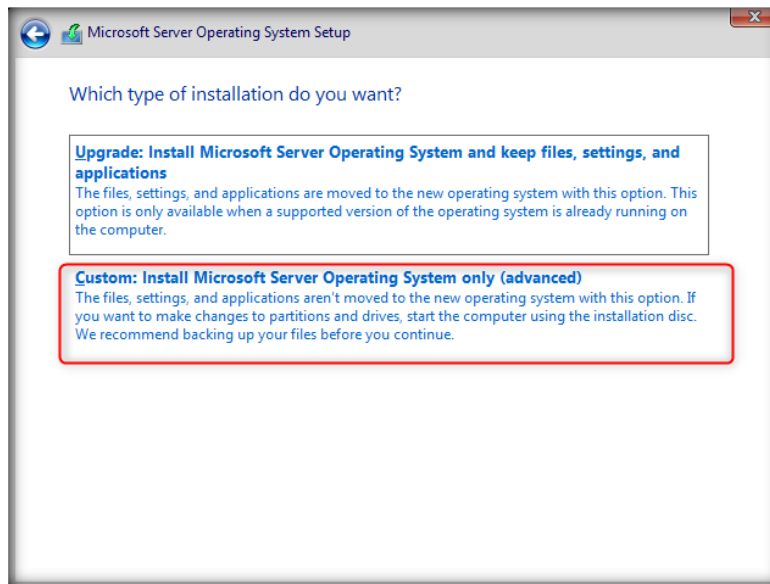 Microsoft Server Operating System Setup
Which type of installation do you want?
Upgrade: Install Microsoft Server Operating System and keep files, settings, and
applications
The files, settings, and applications are moved to the new operating system with this option. This
option is only available when a supported version of the operating system is already running on
the computer.
Custom: Install Microsoft Server Operating System only (advanced)
The files, settings, and applications aren't moved to the new operating system with this option. If
you want to make changes to partitions and drives, start the computer using the installation disc.
We recommend backing up your files before you continue.